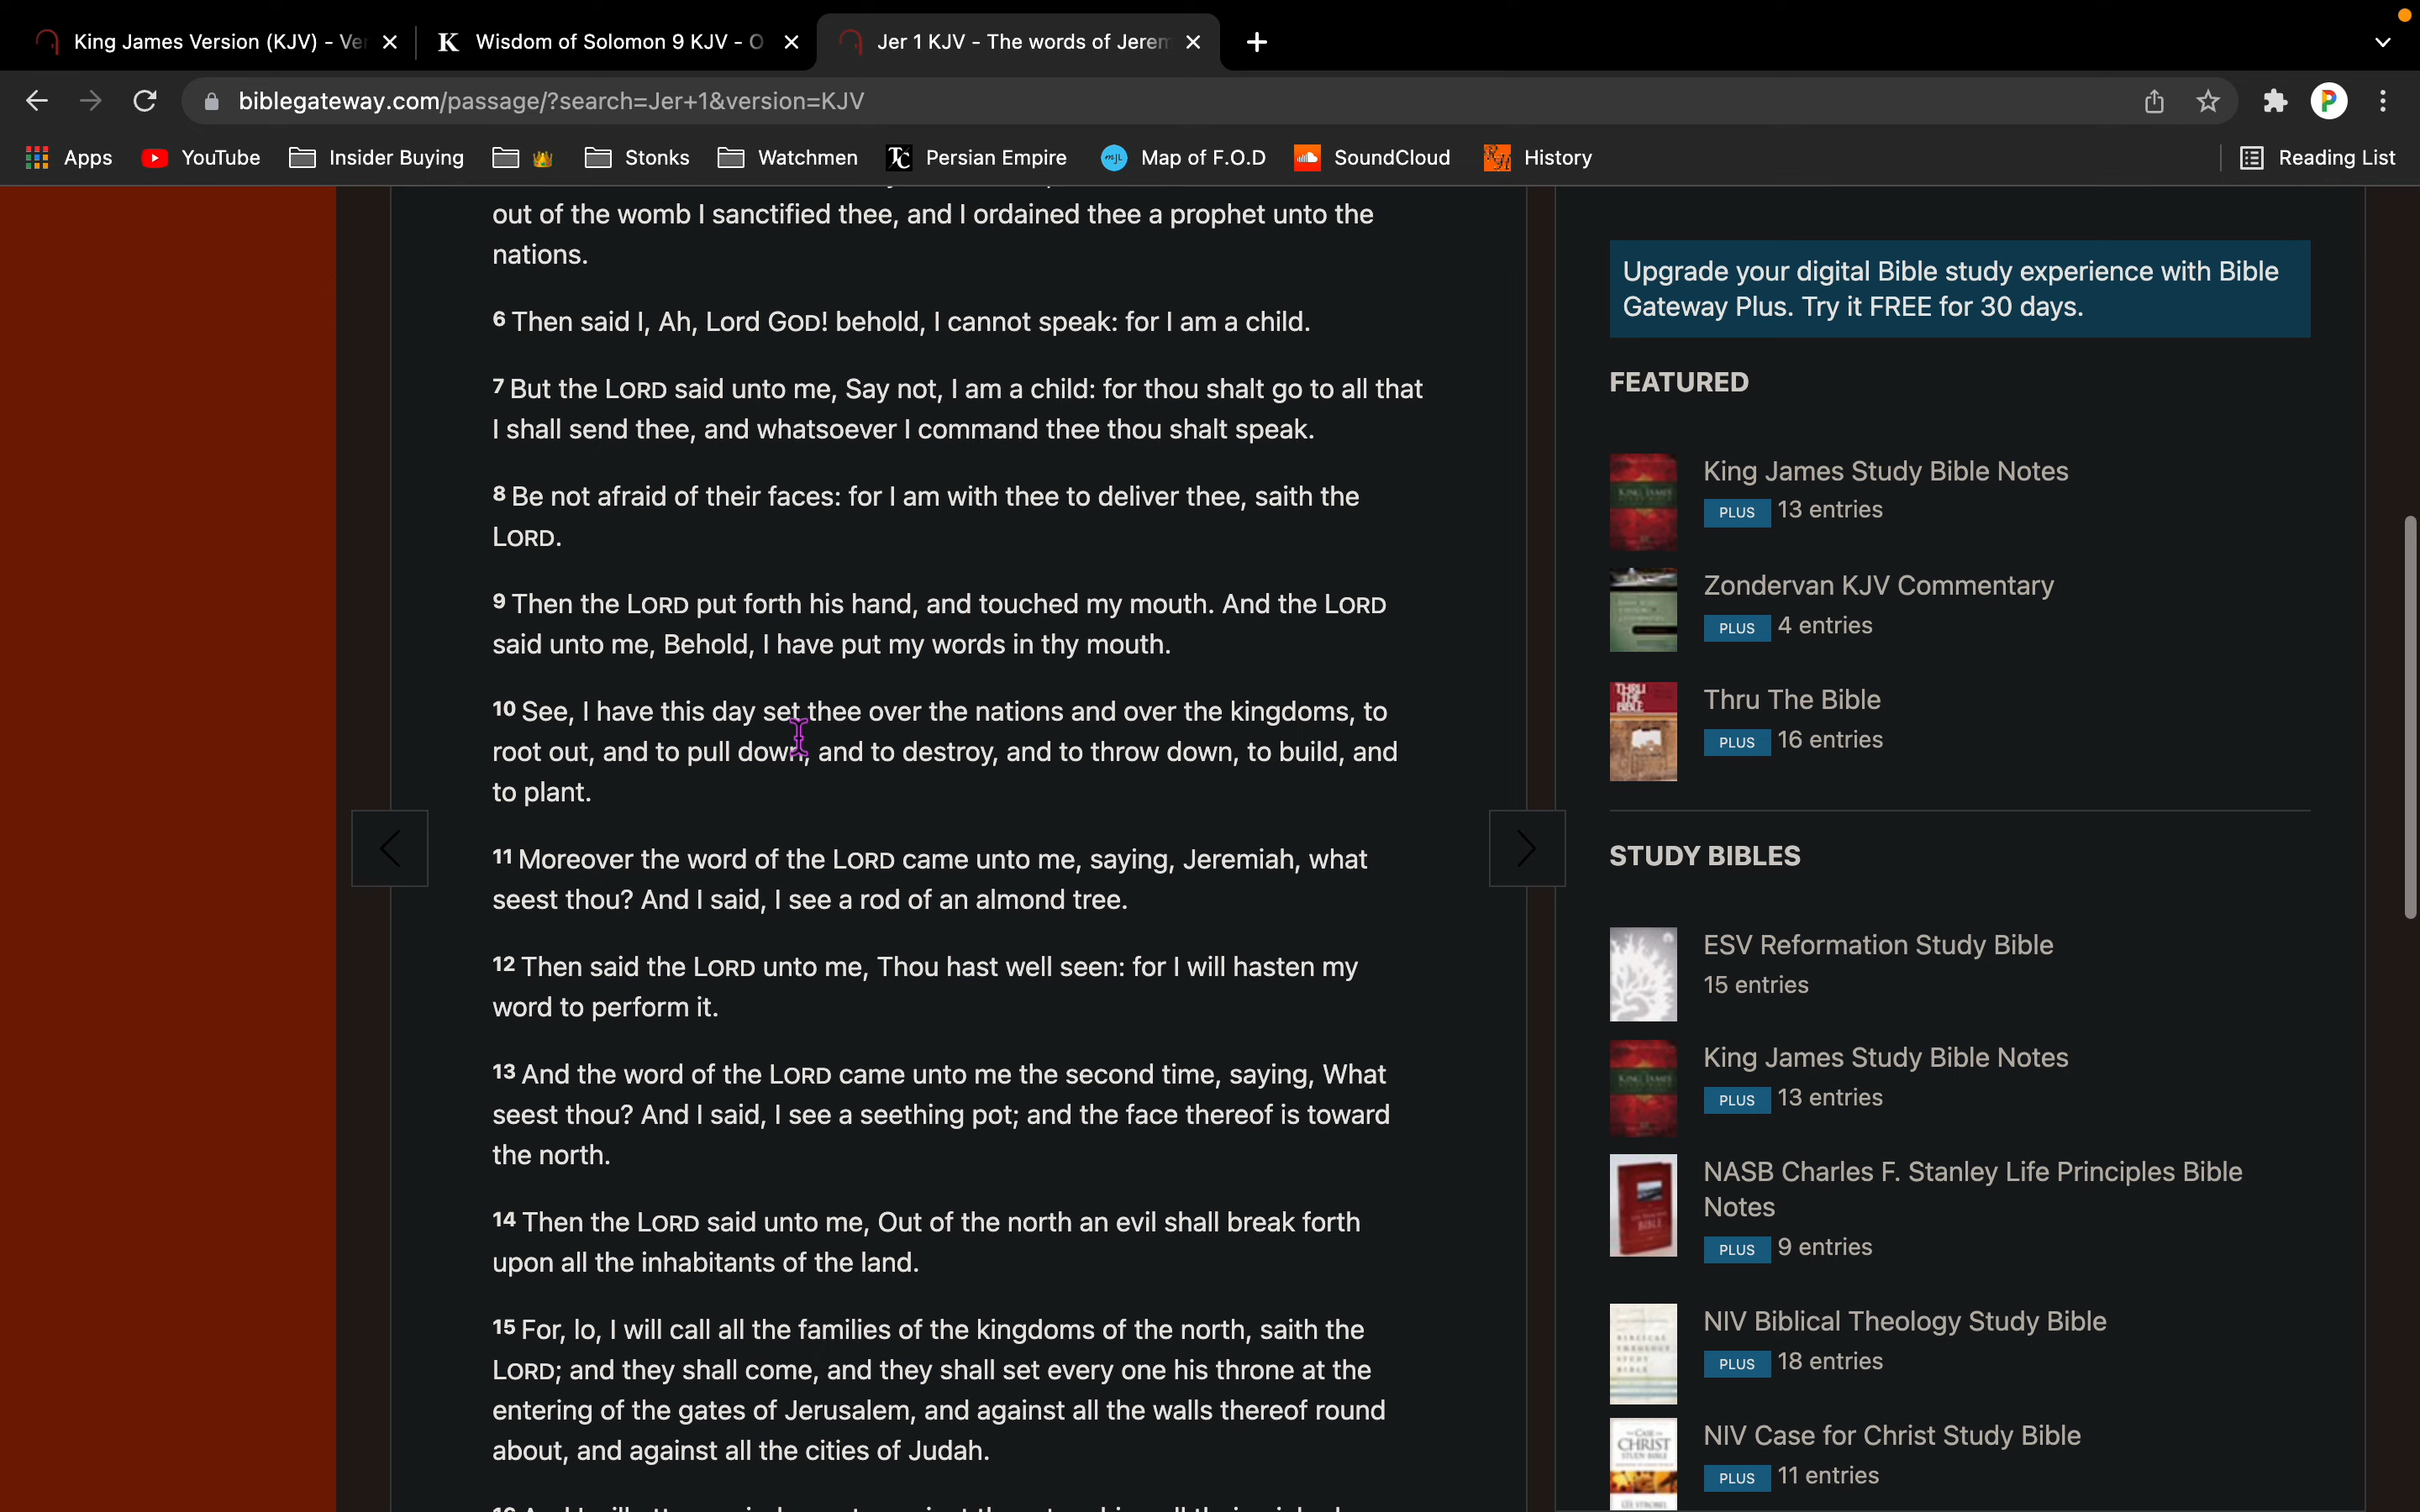 King James Version (KJV) - Ver
Wisdom of Solomon 9 KJV - O
Jer 1 KJV - The words of Jerem
biblegateway.com/passage/?search=Jer+1&version=KJV
P
Apps YouTube Insider Buying Stonks Watchmen TC Persian Empire mjl Map of F.O.D SoundCloud History Reading List
out of the womb I sanctified thee, and I ordained thee a prophet unto the
nations.
6 Then said I, Ah, Lord GOD! behold, I cannot speak: for I am a child.
7 But the LORD said unto me, Say not, I am a child: for thou shalt go to all that
I shall send thee, and whatsoever I command thee thou shalt speak.
8 Be not afraid of their faces: for I am with thee to deliver thee, saith the
LORD.
9 Then the LORD put forth his hand, and touched my mouth. And the LORD
said unto me, Behold, I have put my words in thy mouth.
10 See, I have this day set thee over the nations and over the kingdoms, to
root out, and to pull down, and to destroy, and to throw down, to build, and
to plant.
11 Moreover the word of the LORD came unto me, saying, Jeremiah, what
seest thou? And I said, I see a rod of an almond tree.
12 Then said the LORD unto me, Thou hast well seen: for I will hasten my
word to perform it.
13 And the word of the LORD came unto me the second time, saying, What
seest thou? And I said, I see a seething pot; and the face thereof is toward
the north.
14 Then the LORD said unto me, Out of the north an evil shall break forth
upon all the inhabitants of the land.
15 For, lo, I will call all the families of the kingdoms of the north, saith the
LORD; and they shall come, and they shall set every one his throne at the
entering of the gates of Jerusalem, and against all the walls thereof round
about, and against all the cities of Judah.
Upgrade your digital Bible study experience with Bible
Gateway Plus. Try it FREE for 30 days.
FEATURED
King James Study Bible Notes
PLUS 13 entries
Zondervan KJV Commentary
PLUS 4 entries
THRU THE BIBLE
Thru The Bible
PLUS 16 entries
STUDY BIBLES
ESV Reformation Study Bible
15 entries
King James Study Bible Notes
PLUS 13 entries
NASB Charles F. Stanley Life Principles Bible
Notes
PLUS 9 entries
NIV Biblical Theology Study Bible
PLUS 18 entries
CASE for CHRIST STUDY BIBLE
NIV Case for Christ Study Bible
PLUS 11 entries